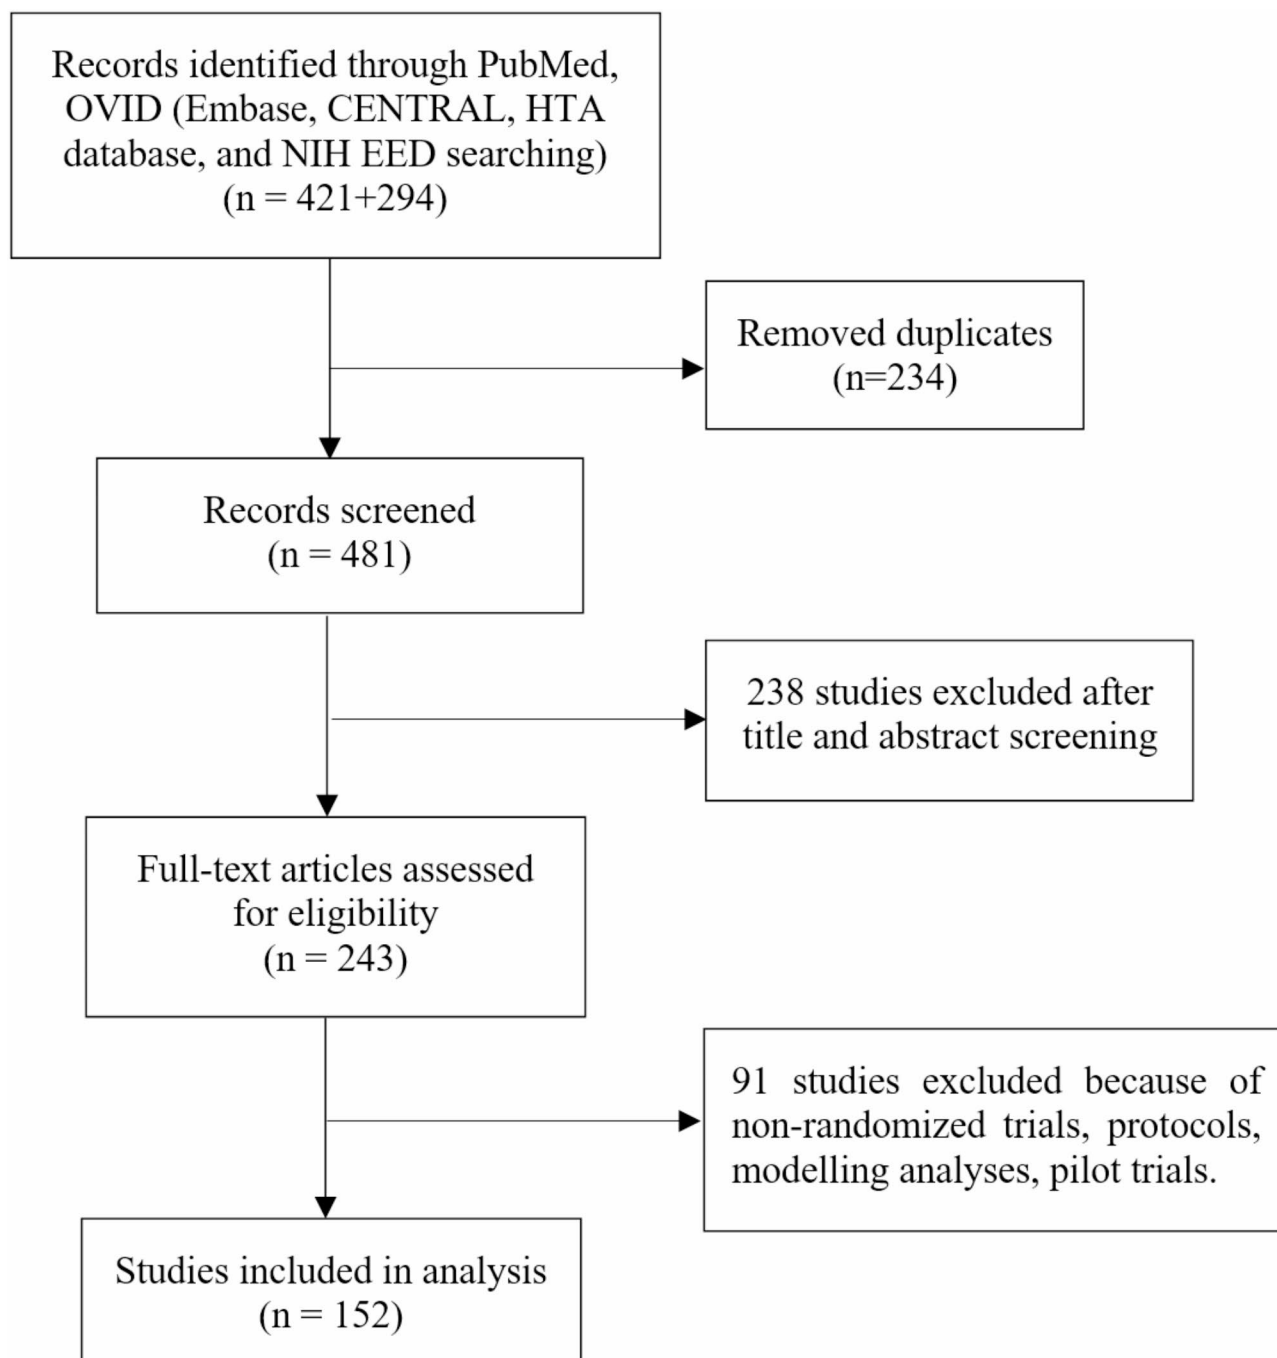 Records identified through PubMed,
OVID (Embase, CENTRAL, HTA
database, and NIH EED searching)
(n = 421+294)
Removed duplicates
(n=234)
Records screened
(n = 481)
238 studies excluded after
title and abstract screening
Full-text articles assessed
for eligibility
(n = 243)
91 studies excluded because of
non-randomized trials, protocols,
modelling analyses, pilot trials.
Studies included in analysis
(n = 152)